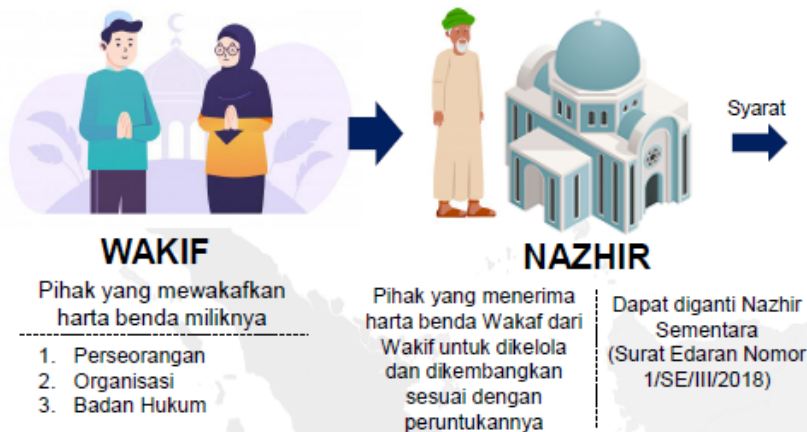 Syarat
WAKIF
Pihak yang mewakafkan
harta benda miliknya
1. Perseorangan
2. Organisasi
3. Badan Hukum
NAZHIR
Pihak yang menerima
harta benda Wakaf dari
Wakif untuk dikelola
dan dikembangkan
sesuai dengan
peruntukannya
Dapat diganti Nazhir
Sementara
(Surat Edaran Nomor
1/SE/III/2018)